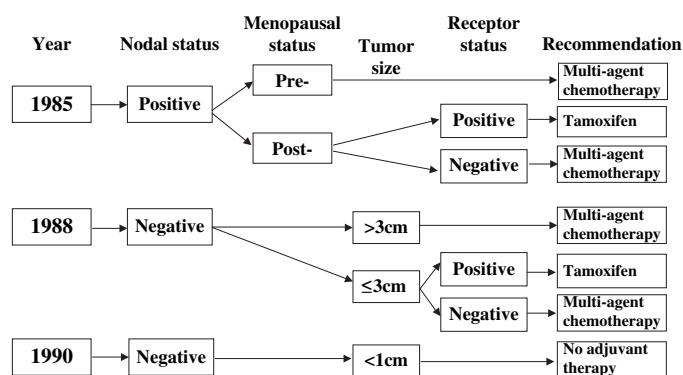 Year
Nodal status
Menopausal
status
Tumor
size
Receptor
status
Recommendation
1985
Positive
Pre-
Multi-agent
chemotherapy
Post-
Positive
Tamoxifen
Negative
Multi-agent
chemotherapy
1988
Negative
>3cm
Multi-agent
chemotherapy
≤3cm
Positive
Tamoxifen
Negative
Multi-agent
chemotherapy
1990
Negative
<1cm
No adjuvant
therapy